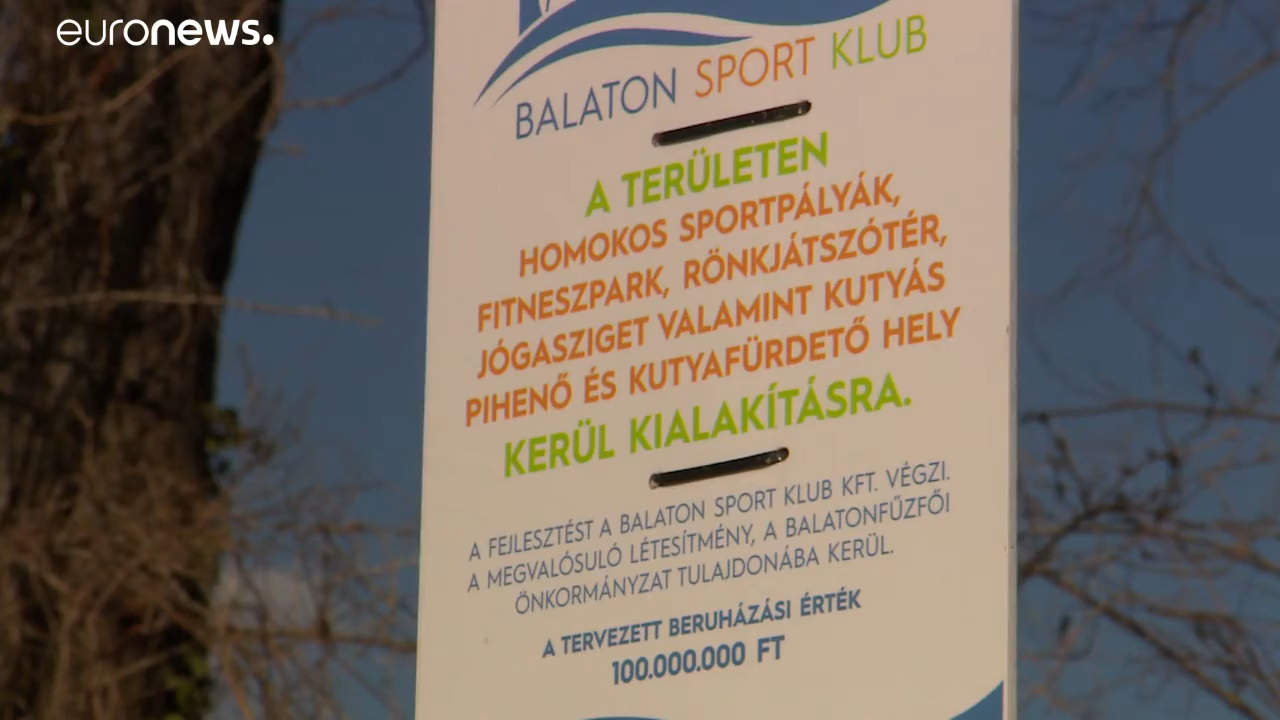 euronews.
BALATON SPORT KLUB
A TERÜLETEN
HOMOKOS SPORTPÁLYÁK,
FITNESZPARK, RÖNKJÁTSZÓTÉR,
JÓGASZIGET VALAMINT KUTYÁS
PIHENŐ ÉS KUTYAFÜRDETŐ HELY
KERÜL KIALAKÍTÁSRA.
A FEJLESZTÉST A BALATON SPORT KLUB KFT. VÉGZI.
A MEGVALÓSULÓ LÉTESÍTMÉNY, A BALATONFŰZFŐI
ÖNKORMÁNYZAT TULAJDONÁBA KERÜL.
A TERVEZETT BERUHÁZÁSI ÉRTÉK
100.000.000 FT